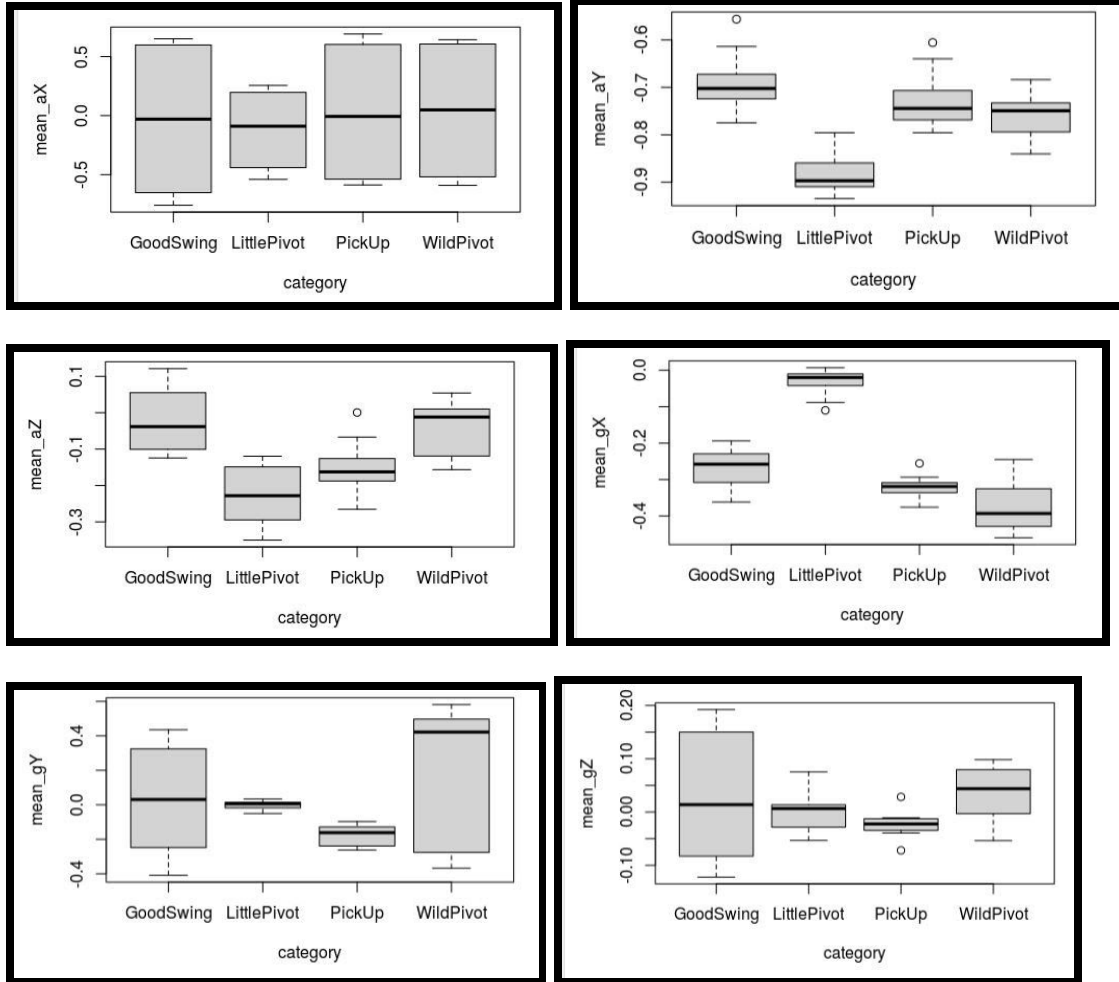 mean_aX
0.5
0.0
-0.5
GoodSwing LittlePivot PickUp WildPivot
category
mean_aY
-0.6
-0.7
-0.8
-0.9
GoodSwing LittlePivot PickUp WildPivot
category
mean_aZ
0.1
-0.1
-0.3
GoodSwing LittlePivot PickUp WildPivot
category
mean_gX
0.0
-0.2
-0.4
GoodSwing LittlePivot PickUp WildPivot
category
mean_gY
0.4
0.0
-0.4
GoodSwing LittlePivot PickUp WildPivot
category
mean_gZ
0.20
0.10
0.00
-0.10
GoodSwing LittlePivot PickUp WildPivot
category